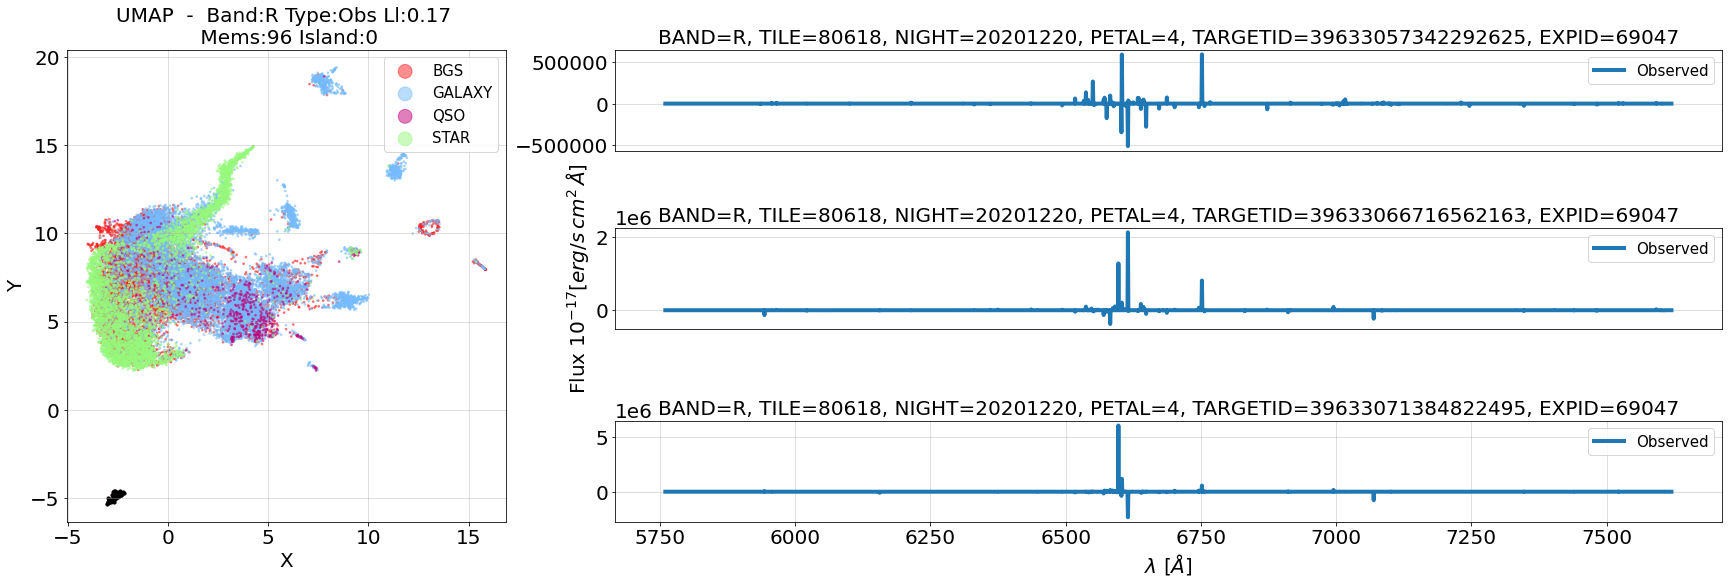 UMAP  -  Band:R Type:Obs Ll:0.17
Mems:96 Island:0
20
15
10
5
0
−5
Y
−5 0 5 10 15
X
BGS
GALAXY
QSO
STAR
BAND=R, TILE=80618, NIGHT=20201220, PETAL=4, TARGETID=39633057342292625, EXPID=69047
500000
0
−500000
Observed
Flux 10⁻¹⁷[erg/s cm² Å]
1e6 BAND=R, TILE=80618, NIGHT=20201220, PETAL=4, TARGETID=39633066716562163, EXPID=69047
2
0
Observed
1e6 BAND=R, TILE=80618, NIGHT=20201220, PETAL=4, TARGETID=39633071384822495, EXPID=69047
5
0
Observed
5750 6000 6250 6500 6750 7000 7250 7500
λ [Å]